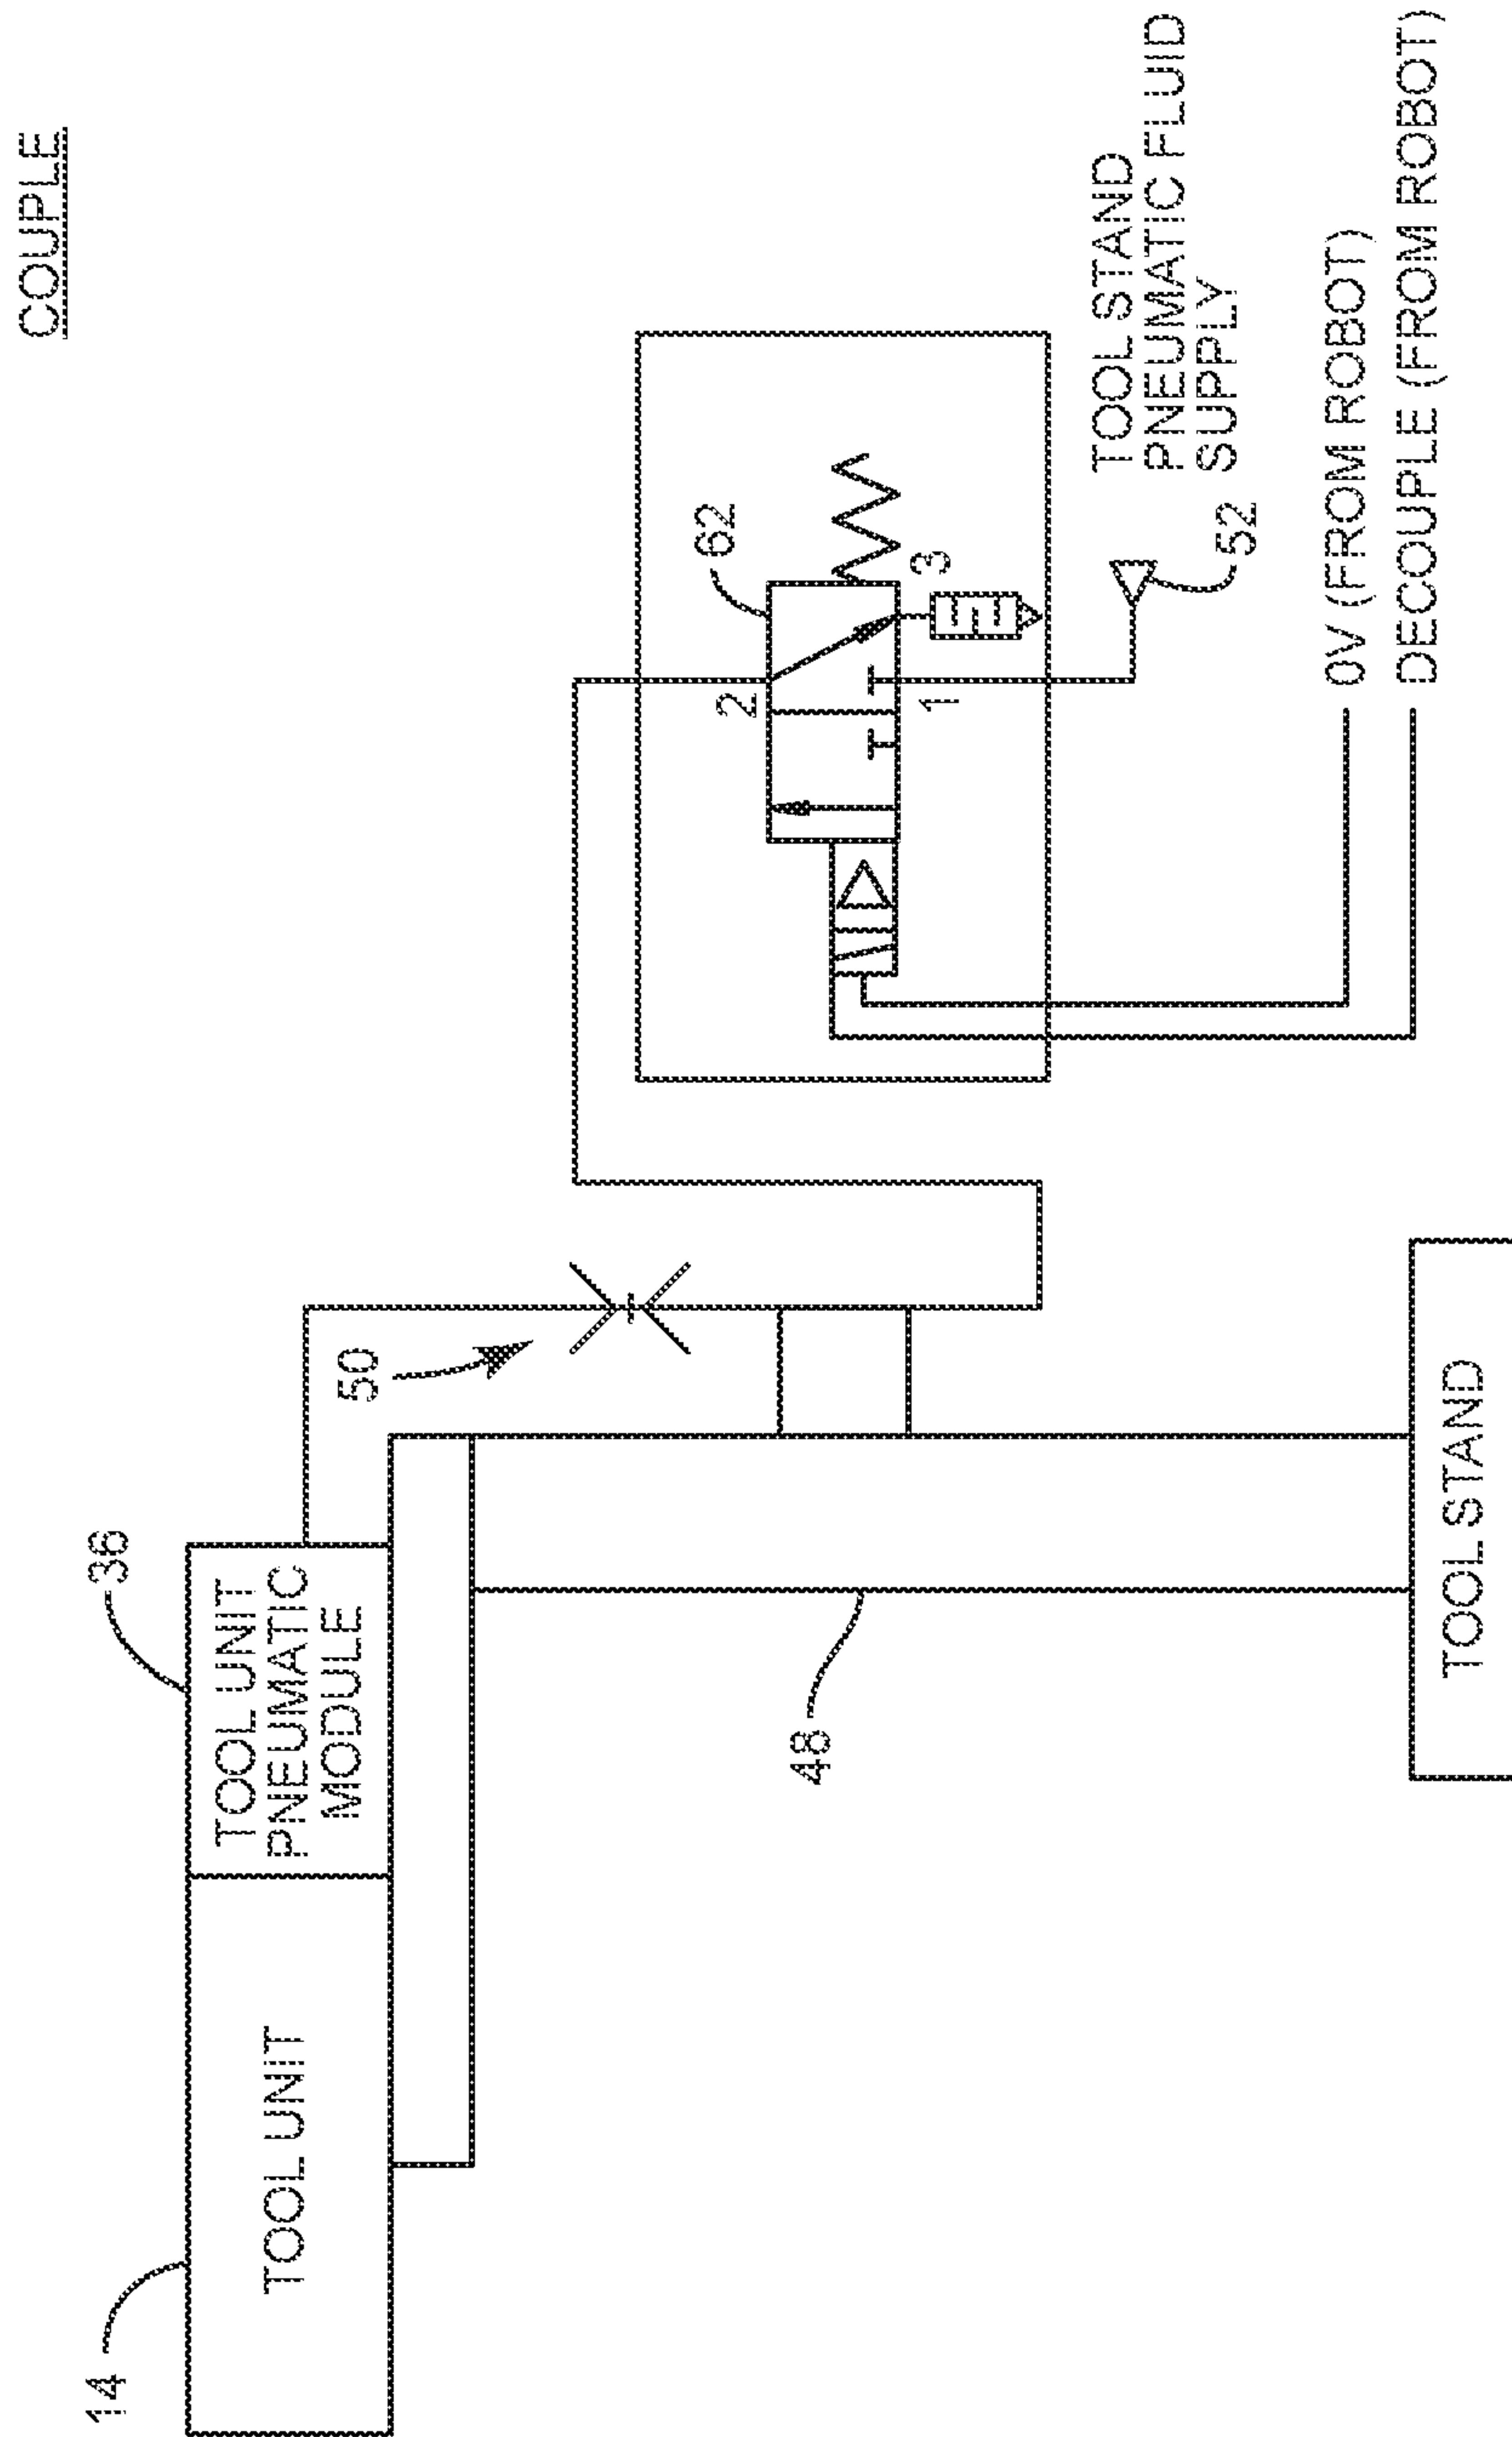 COUPLE
14
36
TOOL UNIT
TOOL UNIT
PNEUMATIC
MODULE
50
62
2
3
1
48
TOOL STAND
PNEUMATIC FLUID
SUPPLY
52
0V (FROM ROBOT)
DECOUPLE (FROM ROBOT)
TOOL STAND